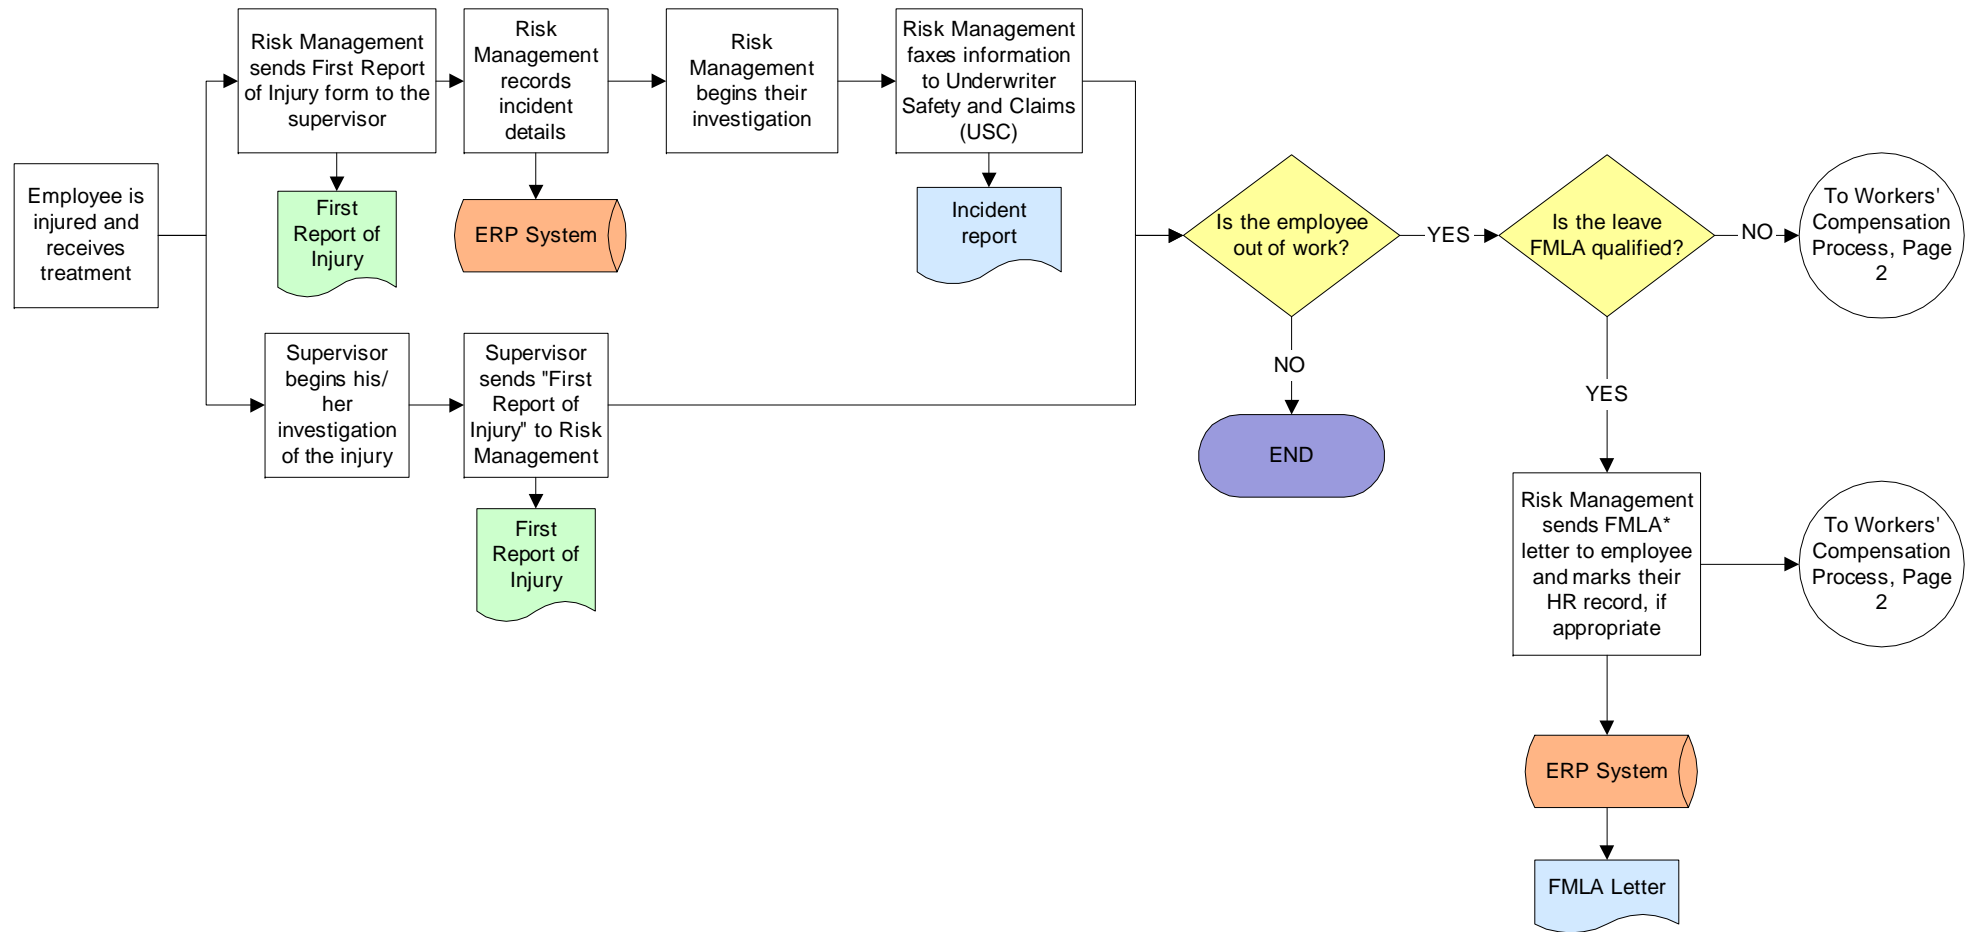 Employee is
injured and
receives
treatment
Risk Management
sends First Report
of Injury form to the
supervisor
First
Report of
Injury
Risk
Management
records
incident
details
ERP System
Risk
Management
begins their
investigation
Risk Management
faxes information
to Underwriter
Safety and Claims
(USC)
Incident
report
Supervisor
begins his/
her
investigation
of the injury
Supervisor
sends "First
Report of
Injury" to Risk
Management
First
Report of
Injury
Is the employee
out of work?
NO
END
YES
Is the leave
FMLA qualified?
NO
To Workers'
Compensation
Process, Page
2
YES
Risk Management
sends FMLA*
letter to employee
and marks their
HR record, if
appropriate
To Workers'
Compensation
Process, Page
2
ERP System
FMLA Letter